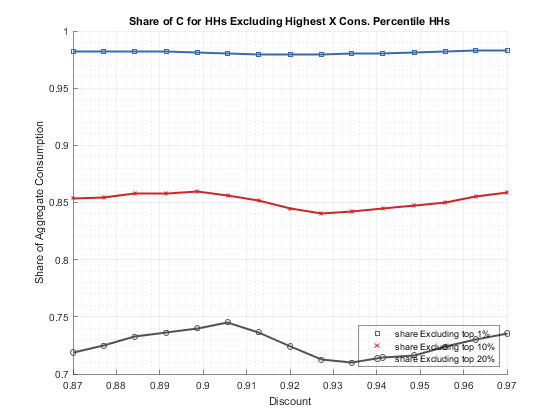 Share of C for HHs Excluding Highest X Cons. Percentile HHs
Share of Aggregate Consumption
1
0.95
0.9
0.85
0.8
0.75
0.7
share Excluding top 1%
share Excluding top 10%
share Excluding top 20%
0.87 0.88 0.89 0.9 0.91 0.92 0.93 0.94 0.95 0.96 0.97
Discount